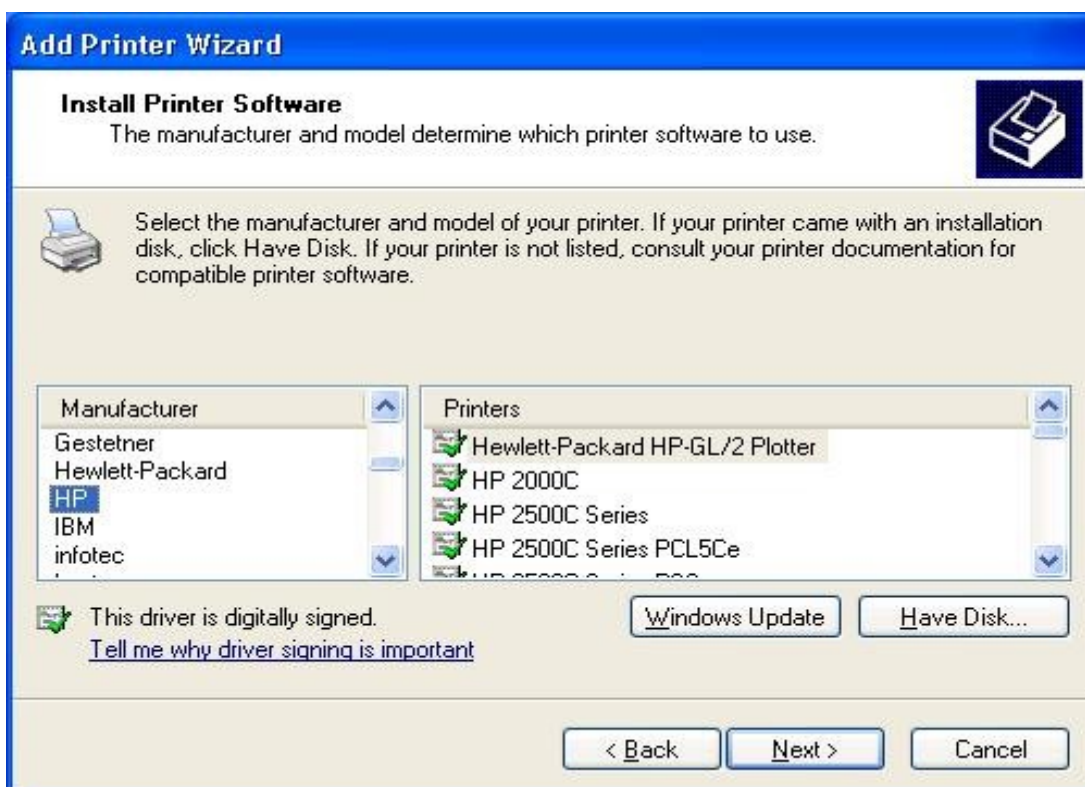 Add Printer Wizard
Install Printer Software
The manufacturer and model determine which printer software to use.
Select the manufacturer and model of your printer. If your printer came with an installation
disk, click Have Disk. If your printer is not listed, consult your printer documentation for
compatible printer software.
Manufacturer
Gestetner
Hewlett-Packard
HP
IBM
infotec
Printers
Hewlett-Packard HP-GL/2 Plotter
HP 2000C
HP 2500C Series
HP 2500C Series PCL5Ce
This driver is digitally signed.
Tell me why driver signing is important
Windows Update
Have Disk...
< Back
Next >
Cancel